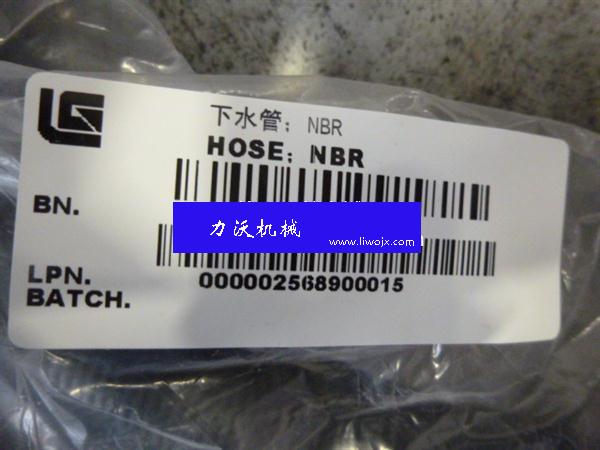 下水管；NBR
HOSE；NBR
BN.
力沃机械
www.liwojx.com
LPN.
000002568900015
BATCH.